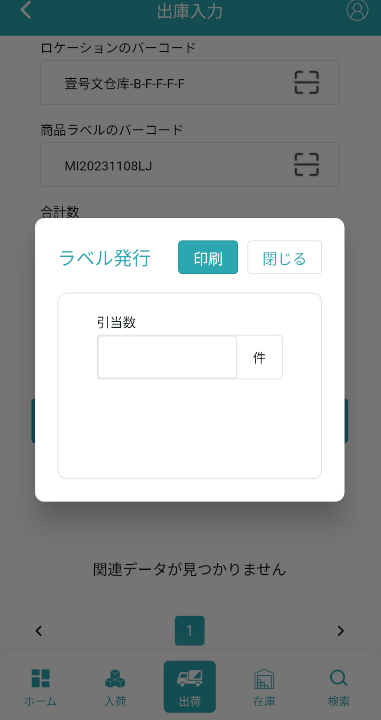 出庫入力
ロケーションのバーコード
壹号文仓库-B-F-F-F-F
商品ラベルのバーコード
MI20231108LJ
合計数
ラベル発行
印刷
閉じる
引当数
件
関連データが見つかりません
1
ホーム
入荷
出荷
在庫
検索